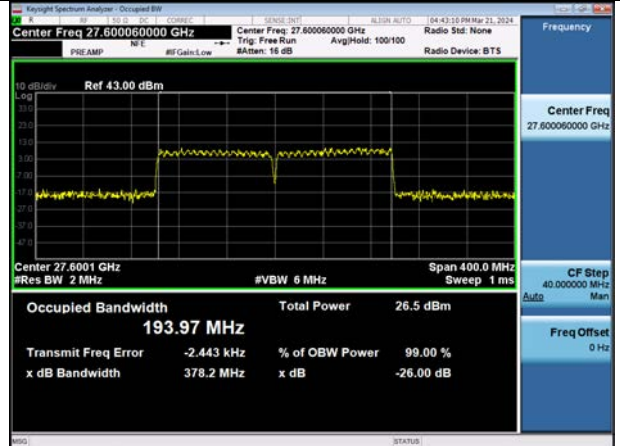 Keysight Spectrum Analyzer - Occupied BW
R RF 50 Ω DC CORREC SENSE:INT ALIGN AUTO 04:43:10 PM Mar 21, 2024
Center Freq 27.600060000 GHz
Center Freq: 27.600060000 GHz
Radio Std: None
Trig: Free Run Avg|Hold: 100/100
PREAMP NFE #IFGain:Low #Atten: 16 dB Radio Device: BTS
10 dB/div Ref 43.00 dBm
Log
33.0
23.0
13.0
3.00
-7.00
-17.0
-27.0
-37.0
-47.0
Center 27.6001 GHz Span 400.0 MHz
#Res BW 2 MHz #VBW 6 MHz Sweep 1 ms
Occupied Bandwidth Total Power 26.5 dBm
193.97 MHz
Transmit Freq Error -2.443 kHz % of OBW Power 99.00 %
x dB Bandwidth 378.2 MHz x dB -26.00 dB
MSG STATUS
Frequency
Center Freq
27.600060000 GHz
CF Step
40.000000 MHz
Auto Man
Freq Offset
0 Hz